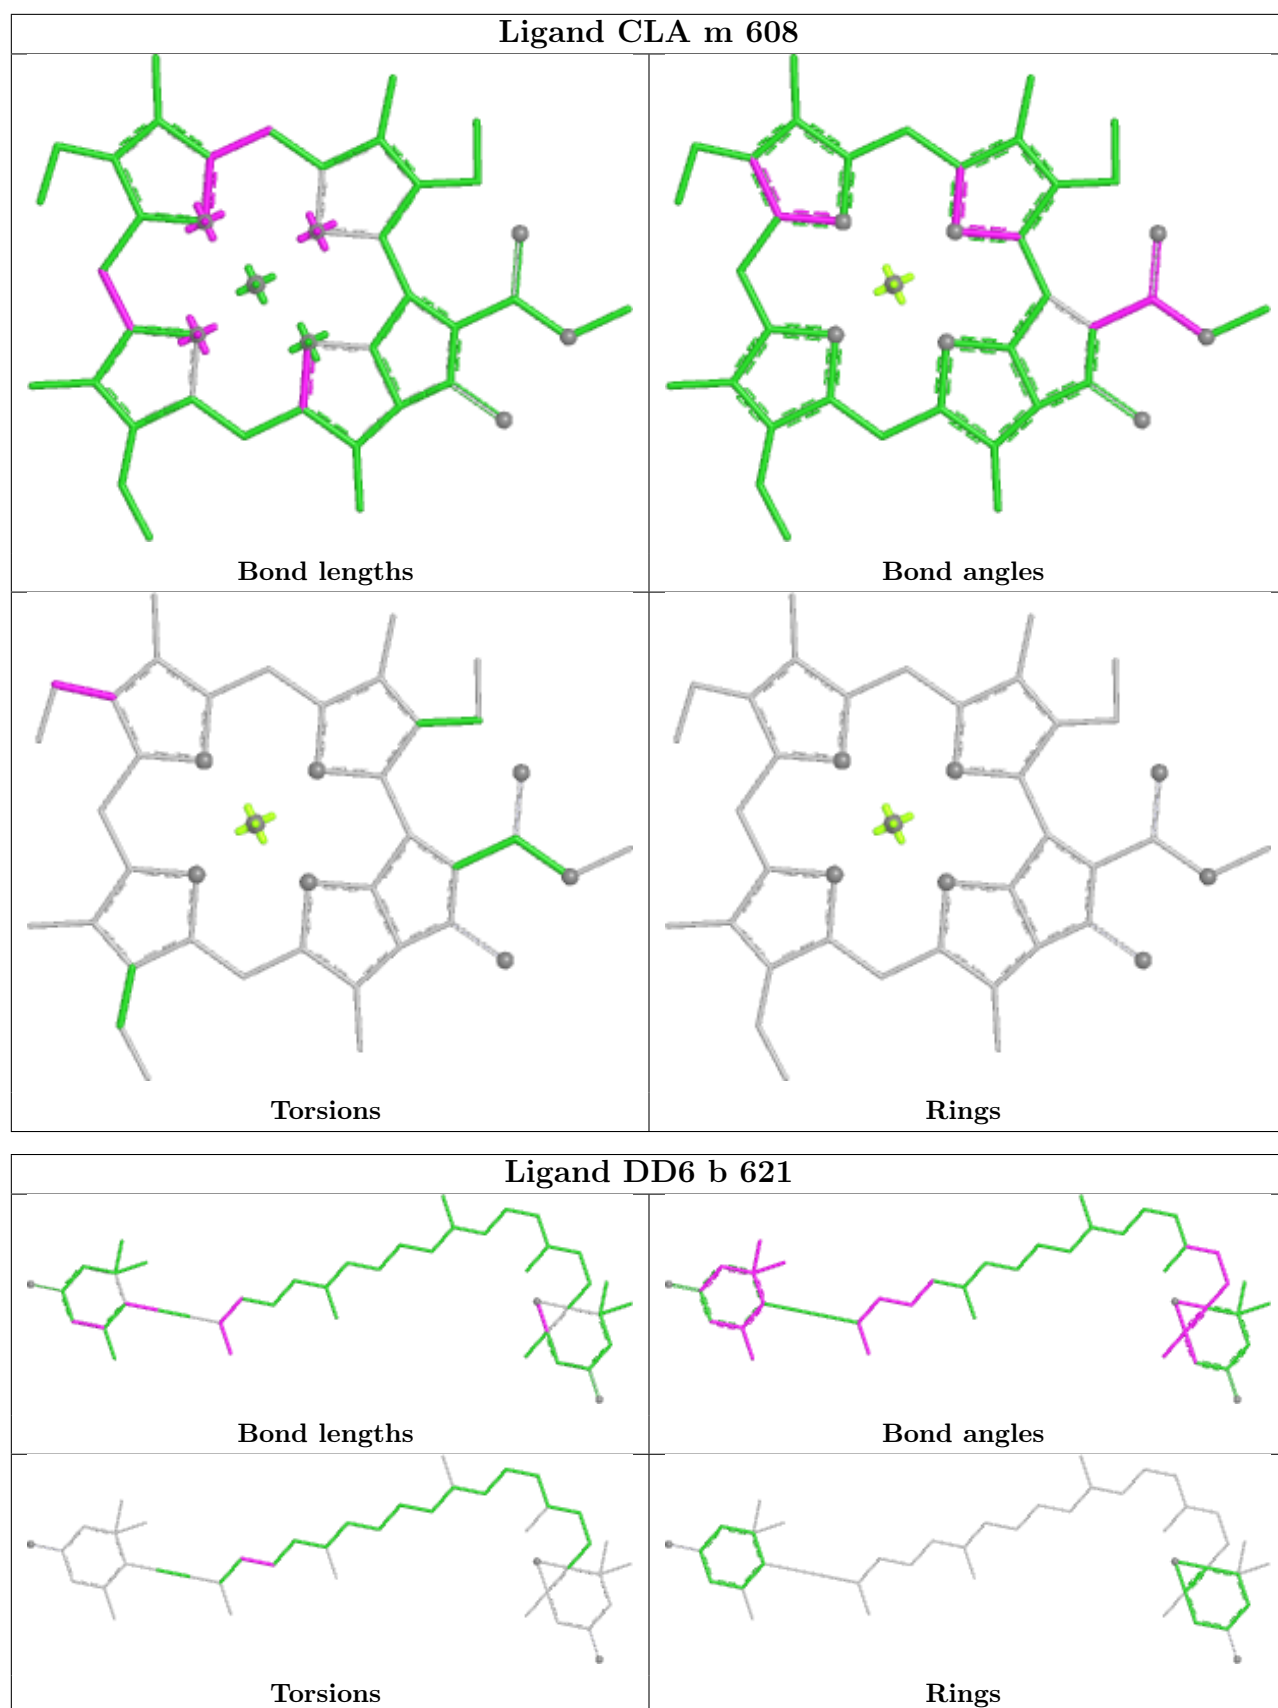 Ligand CLA m 608
Bond lengths
Bond angles
Torsions
Rings
Ligand DD6 b 621
Bond lengths
Bond angles
Torsions
Rings